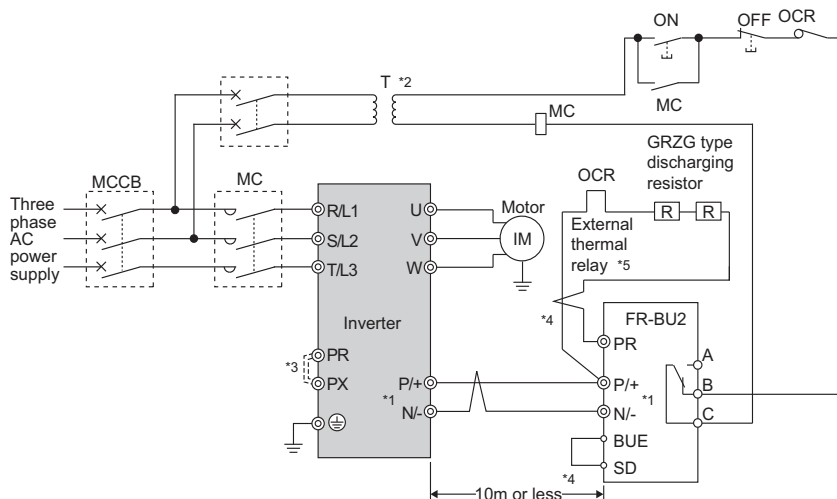 ON
OFF
OCR
T *2
MC
MC
GRZG type
discharging
resistor
OCR
R
R
MCCB
MC
Three
phase
AC
power
supply
R/L1
S/L2
T/L3
U
V
W
Motor
IM
External
thermal
relay *5
Inverter
*4
FR-BU2
PR
A
*3
PR
PX
P/+
*1
N/-
P/+
*1
N/-
B
C
BUE
SD
*4
10m or less